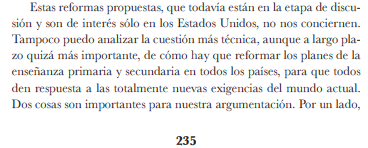 Estas reformas propuestas, que todavía están en la etapa de discu-
sión y son de interés sólo en los Estados Unidos, no nos conciernen.
Tampoco puedo analizar la cuestión más técnica, aunque a largo pla-
zo quizá más importante, de cómo hay que reformar los planes de la
enseñanza primaria y secundaria en todos los países, para que todos
den respuesta a las totalmente nuevas exigencias del mundo actual.
Dos cosas son importantes para nuestra argumentación. Por un lado,
235